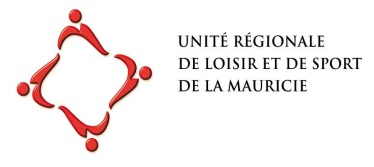 UNITÉ RÉGIONALE
DE LOISIR ET DE SPORT
DE LA MAURICIE